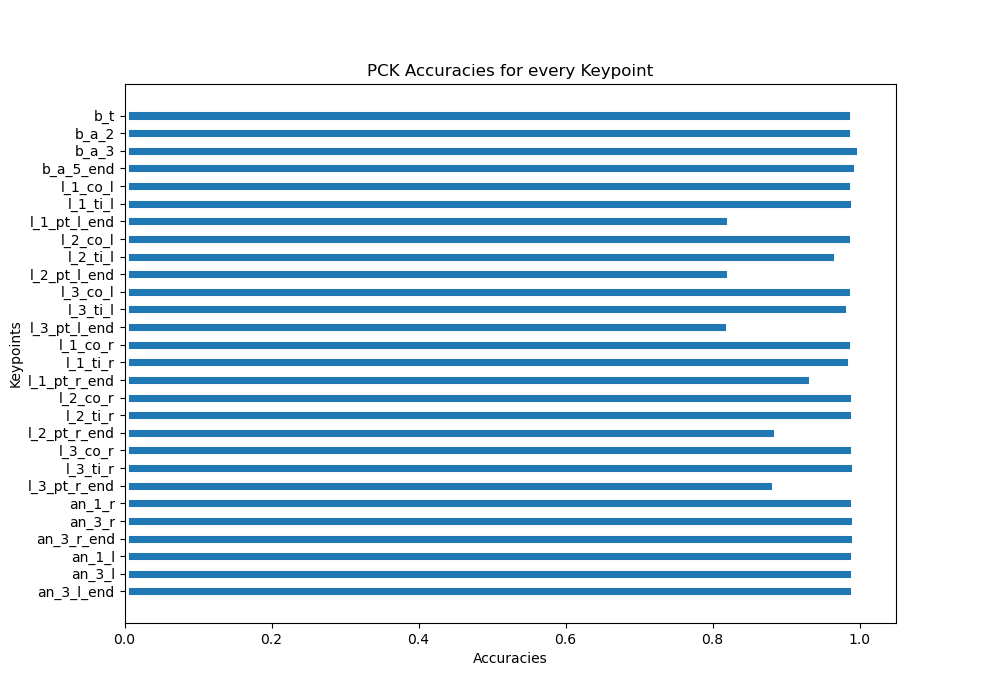 PCK Accuracies for every Keypoint
b_t
b_a_2
b_a_3
b_a_5_end
l_1_co_l
l_1_ti_l
l_1_pt_l_end
l_2_co_l
l_2_ti_l
l_2_pt_l_end
l_3_co_l
l_3_ti_l
l_3_pt_l_end
l_1_co_r
l_1_ti_r
l_1_pt_r_end
l_2_co_r
l_2_ti_r
l_2_pt_r_end
l_3_co_r
l_3_ti_r
l_3_pt_r_end
an_1_r
an_3_r
an_3_r_end
an_1_l
an_3_l
an_3_l_end
Keypoints
0.0 0.2 0.4 0.6 0.8 1.0
Accuracies